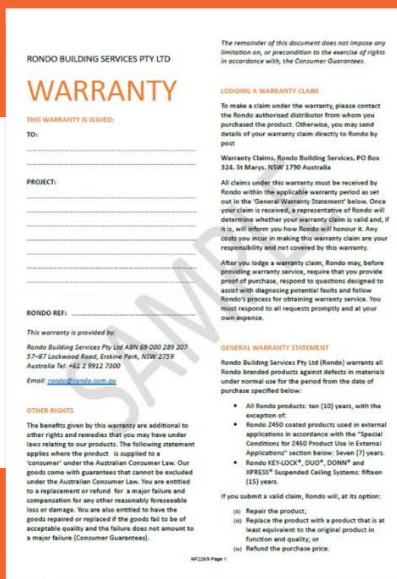 RONDO BUILDING SERVICES PTY LTD
WARRANTY
THIS WARRANTY IS ISSUED:
TO:
PROJECT:
RONDO REF:
This warranty is provided by:
Rondo Building Services Pty Ltd ABN 69 000 289 207
57–87 Lockwood Road, Erskine Park, NSW 2759
Australia Tel: +61 2 9912 7300
Email: rondo@rondo.com.au
OTHER RIGHTS
The benefits given by this warranty are additional to
other rights and remedies that you may have under
laws relating to our products. The following statement
applies where the product is supplied to a
'consumer' under the Australian Consumer Law. Our
goods come with guarantees that cannot be excluded
under the Australian Consumer Law. You are entitled
to a replacement or refund for a major failure and
compensation for any other reasonably foreseeable
loss or damage. You are also entitled to have the
goods repaired or replaced if the goods fail to be of
acceptable quality and the failure does not amount to
a major failure (Consumer Guarantees).
The remainder of this document does not impose any
limitation on, or precondition to the exercise of rights
in accordance with, the Consumer Guarantees.
LODGING A WARRANTY CLAIM
To make a claim under the warranty, please contact
the Rondo authorised distributor from whom you
purchased the product. Otherwise, you may send
details of your warranty claim directly to Rondo by
post
Warranty Claims, Rondo Building Services, PO Box
324, St Marys, NSW 1790 Australia
All claims under this warranty must be received by
Rondo within the applicable warranty period as set
out in the 'General Warranty Statement' below. Once
your claim is received, a representative of Rondo will
determine whether your warranty claim is valid and, if
it is, will inform you how Rondo will honour it. Any
costs you incur in making this warranty claim are your
responsibility and not covered by this warranty.
After you lodge a warranty claim, Rondo may, before
providing warranty service, require that you provide
proof of purchase, respond to questions designed to
assist with diagnosing potential faults and follow
Rondo's process for obtaining warranty service. You
must respond to all requests promptly and at your
own expense.
GENERAL WARRANTY STATEMENT
Rondo Building Services Pty Ltd (Rondo) warrants all
Rondo branded products against defects in materials
under normal use for the period from the date of
purchase specified below:
• All Rondo products: ten (10) years, with the
exception of:
• Rondo Z450 coated products used in external
applications in accordance with the "Special
Conditions for Z450 Product Use in External
Applications" section below: Seven (7) years.
• Rondo KEY-LOCK®, DUO®, DONN® and
XPRESS® Suspended Ceiling Systems: fifteen
(15) years.
If you submit a valid claim, Rondo will, at its option:
Repair the product;
Replace the product with a product that is at
least equivalent to the original product in
function and quality; or
(iv) Refund the purchase price.
Page 1
SAMPLE